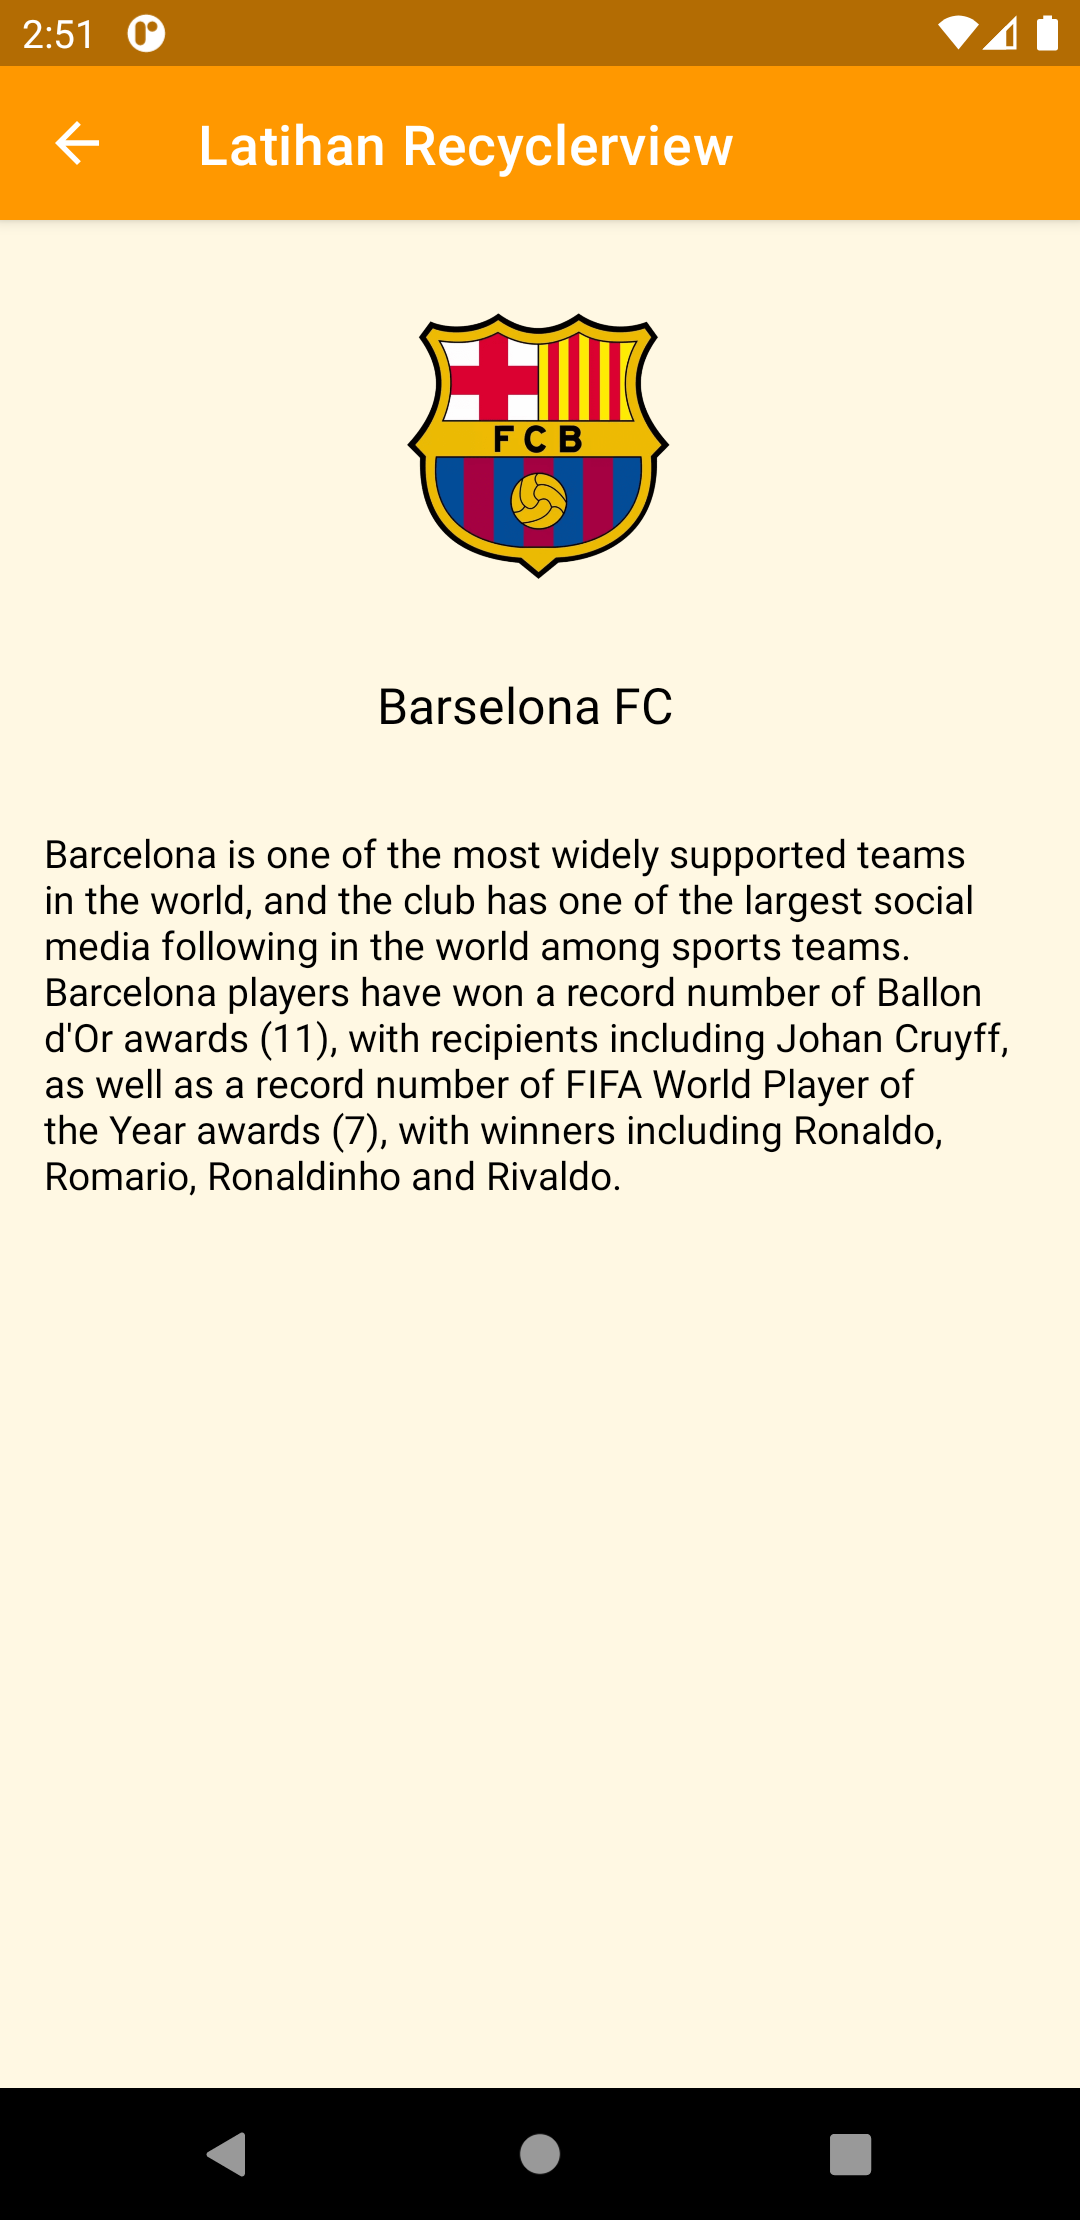 2:51
Latihan Recyclerview
FCB
Barselona FC
Barcelona is one of the most widely supported teams
in the world, and the club has one of the largest social
media following in the world among sports teams.
Barcelona players have won a record number of Ballon
d'Or awards (11), with recipients including Johan Cruyff,
as well as a record number of FIFA World Player of
the Year awards (7), with winners including Ronaldo,
Romario, Ronaldinho and Rivaldo.